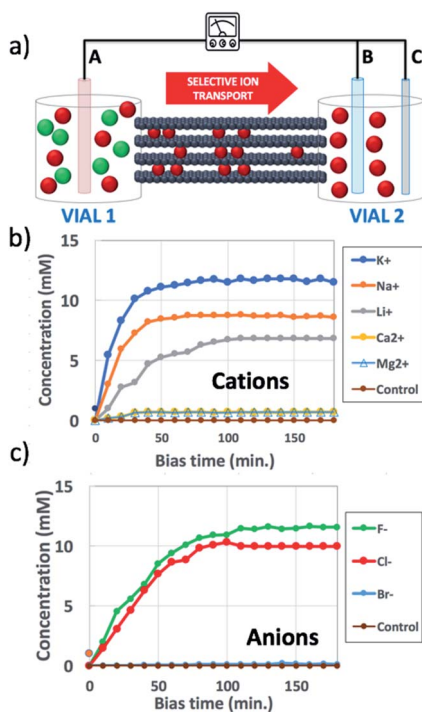 a)
A
B
C
SELECTIVE ION
TRANSPORT
VIAL 1
VIAL 2
b)
15
10
5
0
Concentration (mM)
0
50
100
150
Bias time (min.)
Cations
K+
Na+
Li+
Ca2+
Mg2+
Control
c)
15
10
5
0
Concentration (mM)
0
50
100
150
Bias time (min.)
Anions
F-
Cl-
Br-
Control